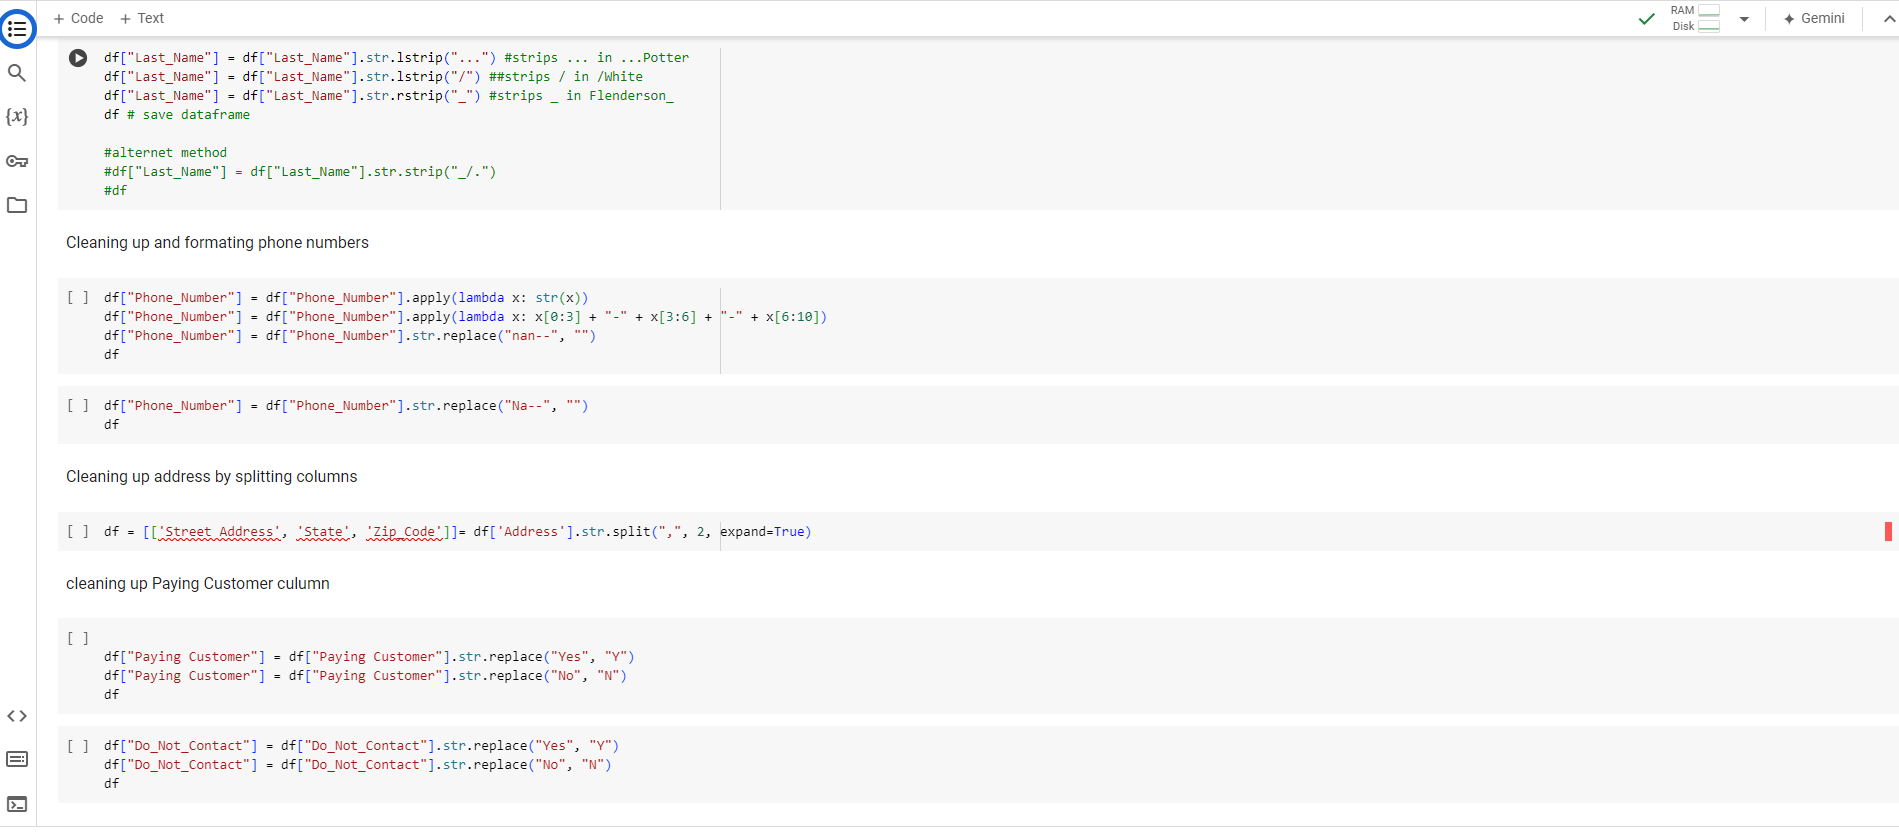 + Code + Text
RAM
Disk
Gemini
{x}
df["Last_Name"] = df["Last_Name"].str.lstrip("...") #strips ... in ...Potter
df["Last_Name"] = df["Last_Name"].str.lstrip("/") ##strips / in /White
df["Last_Name"] = df["Last_Name"].str.rstrip("_") #strips _ in Flenderson_
df # save dataframe
#alternet method
#df["Last_Name"] = df["Last_Name"].str.strip("_/.")
#df
Cleaning up and formating phone numbers
[ ] df["Phone_Number"] = df["Phone_Number"].apply(lambda x: str(x))
df["Phone_Number"] = df["Phone_Number"].apply(lambda x: x[0:3] + "-" + x[3:6] + "-" + x[6:10])
df["Phone_Number"] = df["Phone_Number"].str.replace("nan--", "")
df
[ ] df["Phone_Number"] = df["Phone_Number"].str.replace("Na--", "")
df
Cleaning up address by splitting columns
[ ] df = [['Street_Address', 'State', 'Zip_Code']]= df['Address'].str.split(",", 2, expand=True)
cleaning up Paying Customer culumn
[ ]
df["Paying Customer"] = df["Paying Customer"].str.replace("Yes", "Y")
df["Paying Customer"] = df["Paying Customer"].str.replace("No", "N")
df
[ ] df["Do_Not_Contact"] = df["Do_Not_Contact"].str.replace("Yes", "Y")
df["Do_Not_Contact"] = df["Do_Not_Contact"].str.replace("No", "N")
df